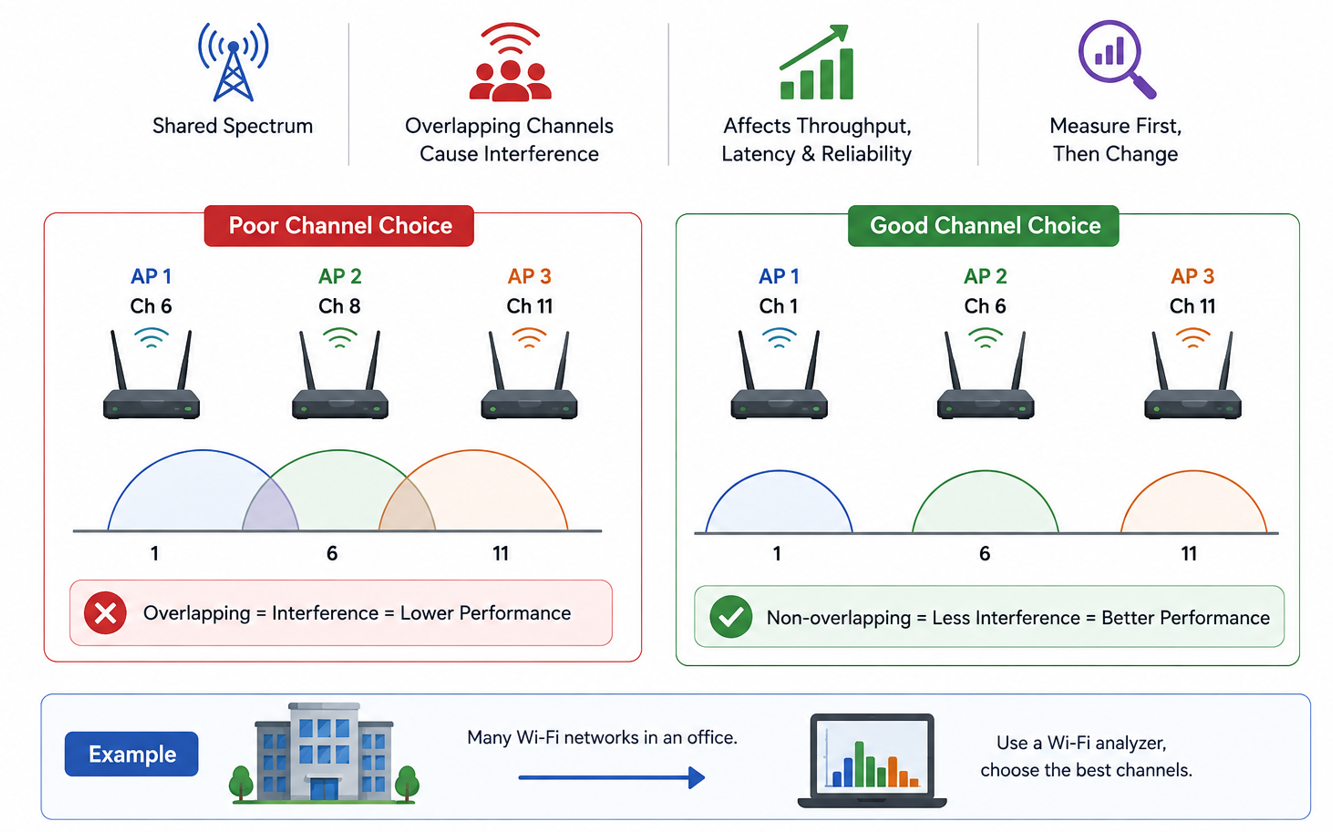 Shared Spectrum
Overlapping Channels
Cause Interference
Affects Throughput,
Latency & Reliability
Measure First,
Then Change
Poor Channel Choice
AP 1
Ch 6
AP 2
Ch 8
AP 3
Ch 11
1
6
11
Overlapping = Interference = Lower Performance
Good Channel Choice
AP 1
Ch 1
AP 2
Ch 6
AP 3
Ch 11
1
6
11
Non-overlapping = Less Interference = Better Performance
Example
Many Wi-Fi networks in an office.
Use a Wi-Fi analyzer,
choose the best channels.